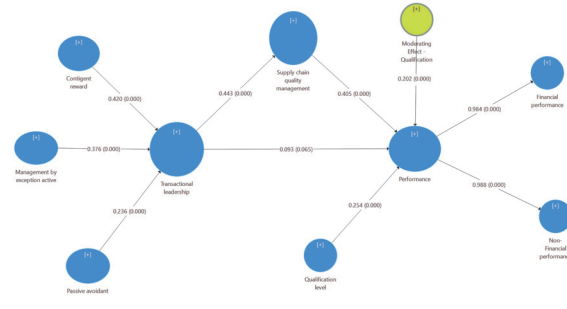 [+]
Contigent
reward
[+]
Management by
exception active
[+]
Passive avoidant
0.420 (0.000)
0.376 (0.000)
0.236 (0.000)
[+]
Transactional
leadership
0.443 (0.000)
[+]
Supply chain
quality
management
0.405 (0.000)
0.093 (0.065)
[+]
Moderating
Effect -
Qualification
0.202 (0.000)
[+]
Performance
0.254 (0.000)
[+]
Qualification
level
0.984 (0.000)
[+]
Financial
performance
0.988 (0.000)
[+]
Non-
Financial
performanc